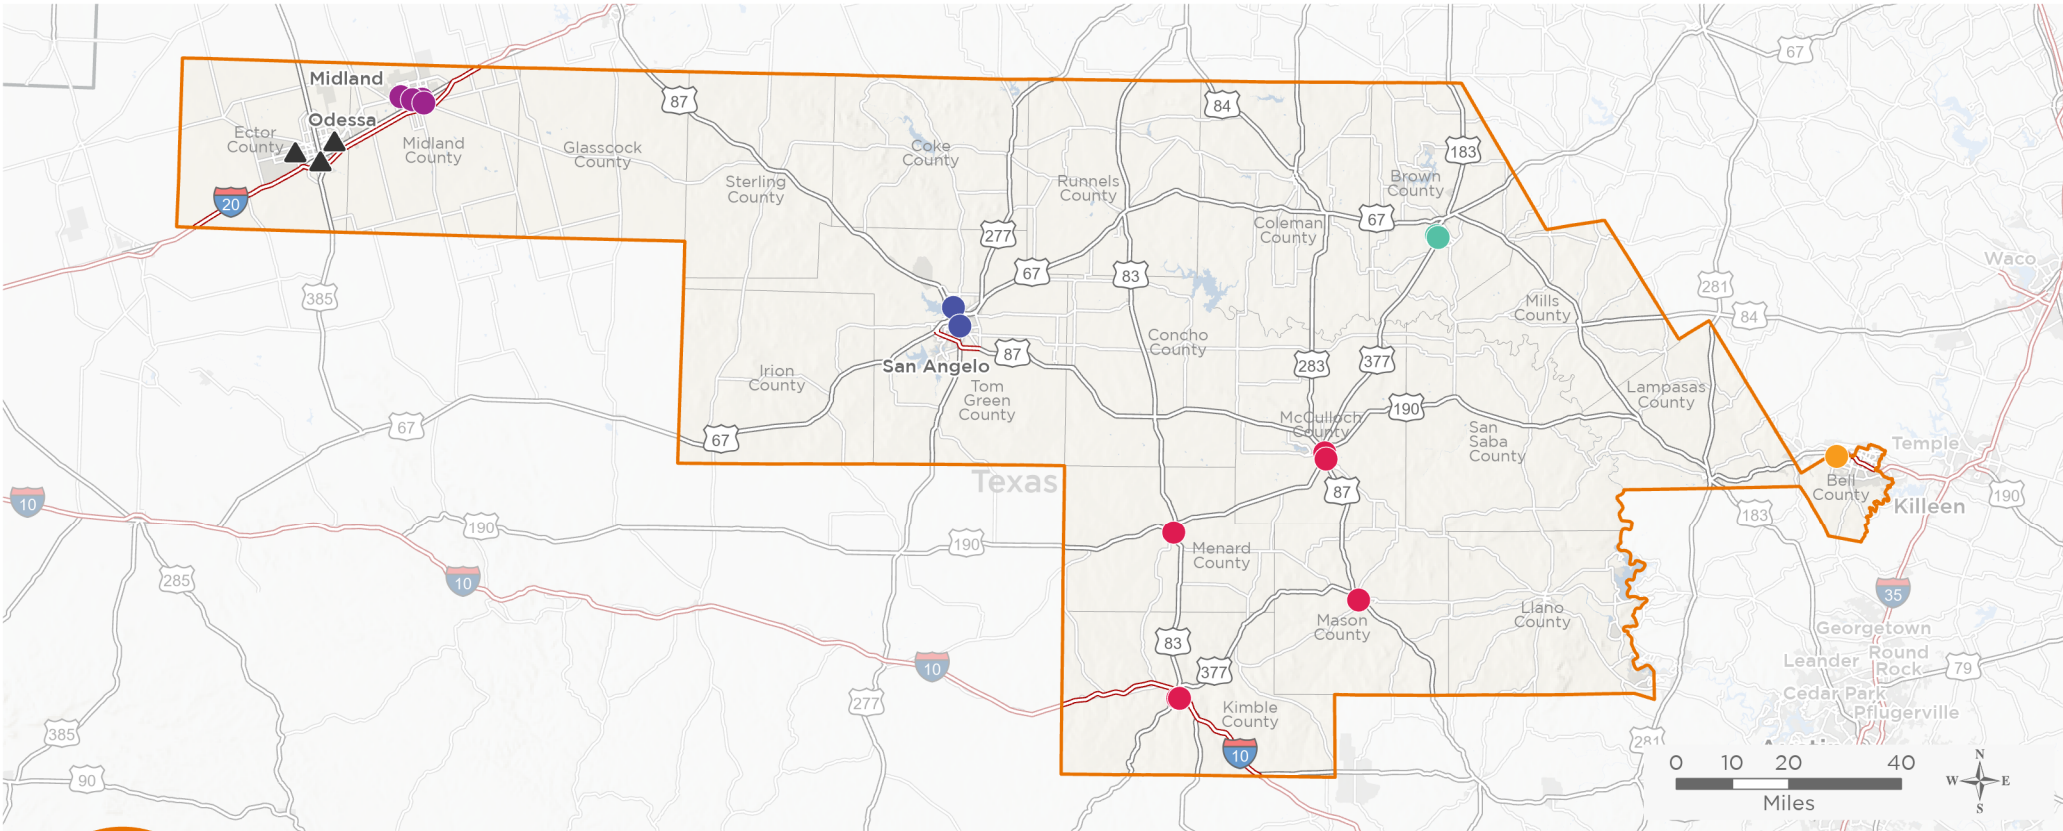 67
Midland
87
84
Odessa
Ector
County
Midland
County
Glasscock
County
Coke
County
183
Brown
County
Sterling
County
Runnels
County
20
67
Coleman
County
277
Waco
67
83
385
281
Mills
County
84
Concho
County
87
283
377
San Angelo
Irion
County
Tom
Green
County
Lampasas
County
190
McCulloch
County
67
67
San
Saba
County
Temple
Texas
Bell
County
87
10
190
Killeen
183
190
190
Menard
County
285
10
35
Llano
County
Mason
County
Georgetown
83
Round
Rock
Leander
79
10
377
Cedar Park
277
Kimble
County
Pflugerville
385
281
Austin
10
90
0 10 20 40
Miles
N
W E
S